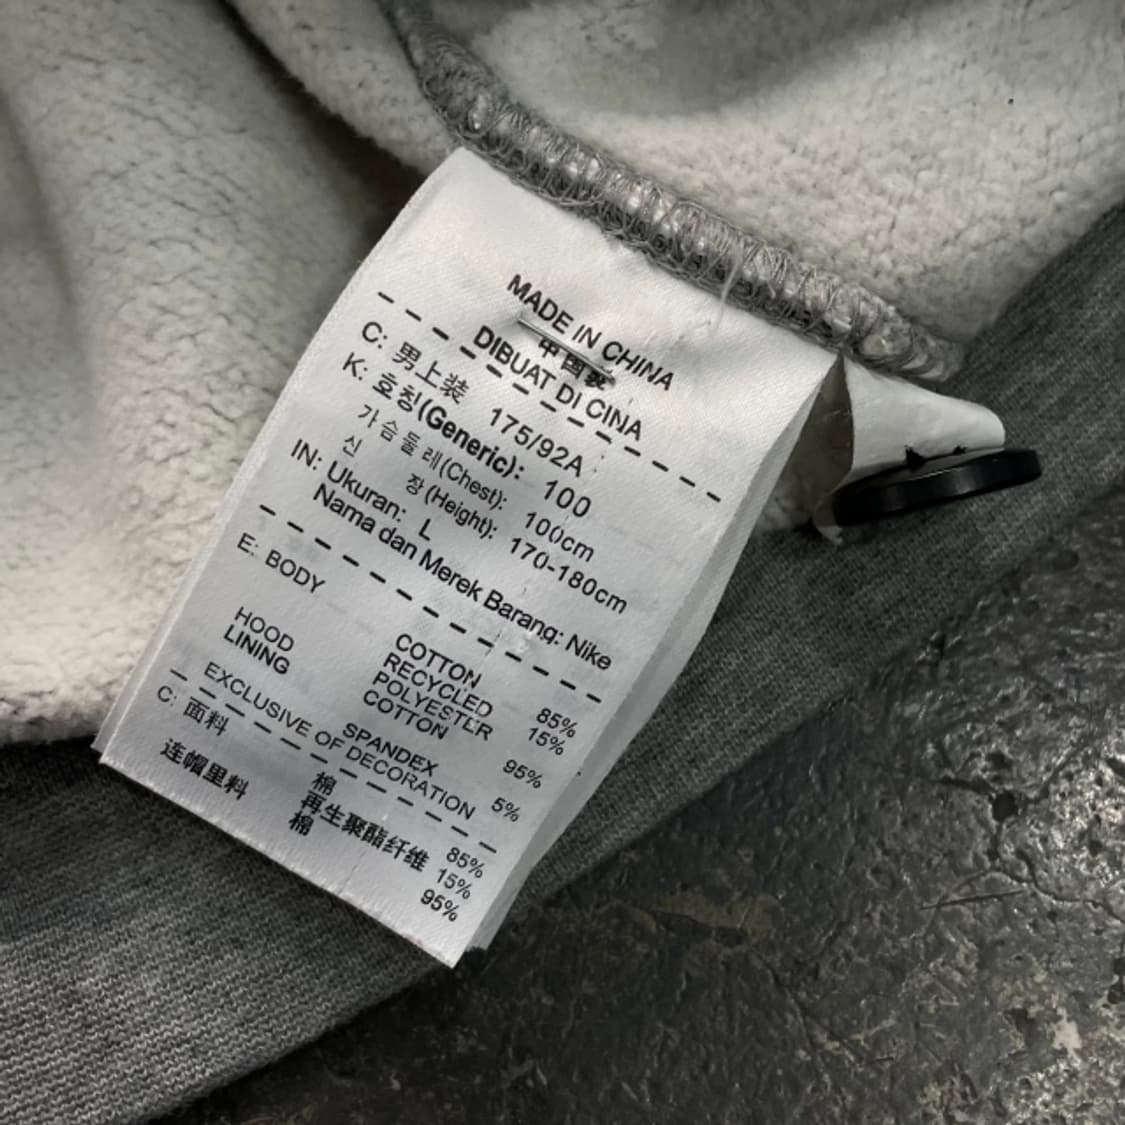 MADE IN CHINA
中国製
DIBUAT DI CINA
C: 男上装 175/92A
K: 호칭(Generic): 100
가슴둘레(Chest): 100cm
신 장(Height): 170-180cm
IN: Ukuran: L
Nama dan Merek Barang: Nike
E: BODY COTTON 85%
RECYCLED POLYESTER 15%
HOOD LINING COTTON 95%
SPANDEX 5%
EXCLUSIVE OF DECORATION
C: 面料 棉 85%
再生聚酯纤维 15%
连帽里料 棉 95%